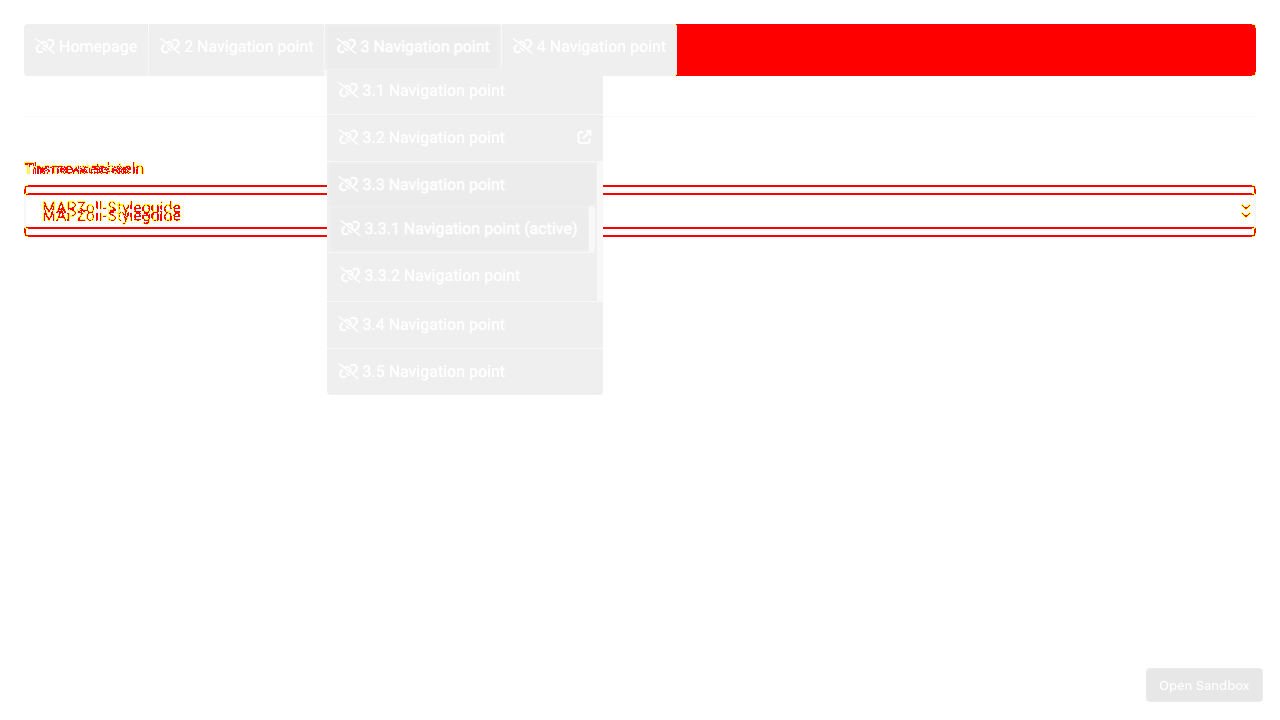 Homepage
2 Navigation point
3 Navigation point
4 Navigation point
3.1 Navigation point
3.2 Navigation point
3.3 Navigation point
3.3.1 Navigation point (active)
3.3.2 Navigation point
3.4 Navigation point
3.5 Navigation point
Open Sandbox